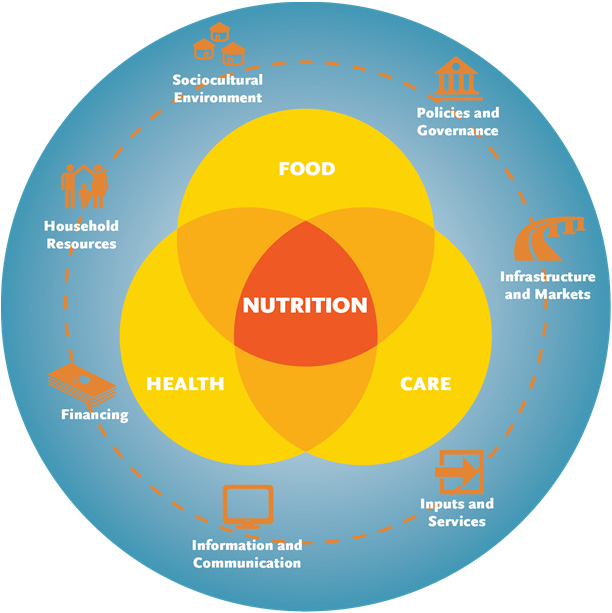 Sociocultural
Environment
Policies and
Governance
FOOD
Household
Resources
Infrastructure
and Markets
NUTRITION
HEALTH
CARE
Financing
Inputs and
Services
Information and
Communication